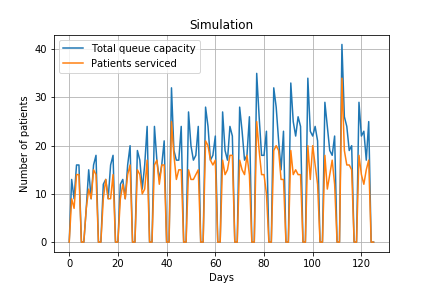 Simulation
Total queue capacity
Patients serviced
Number of patients
40
30
20
10
0
0
20
40
60
80
100
120
Days